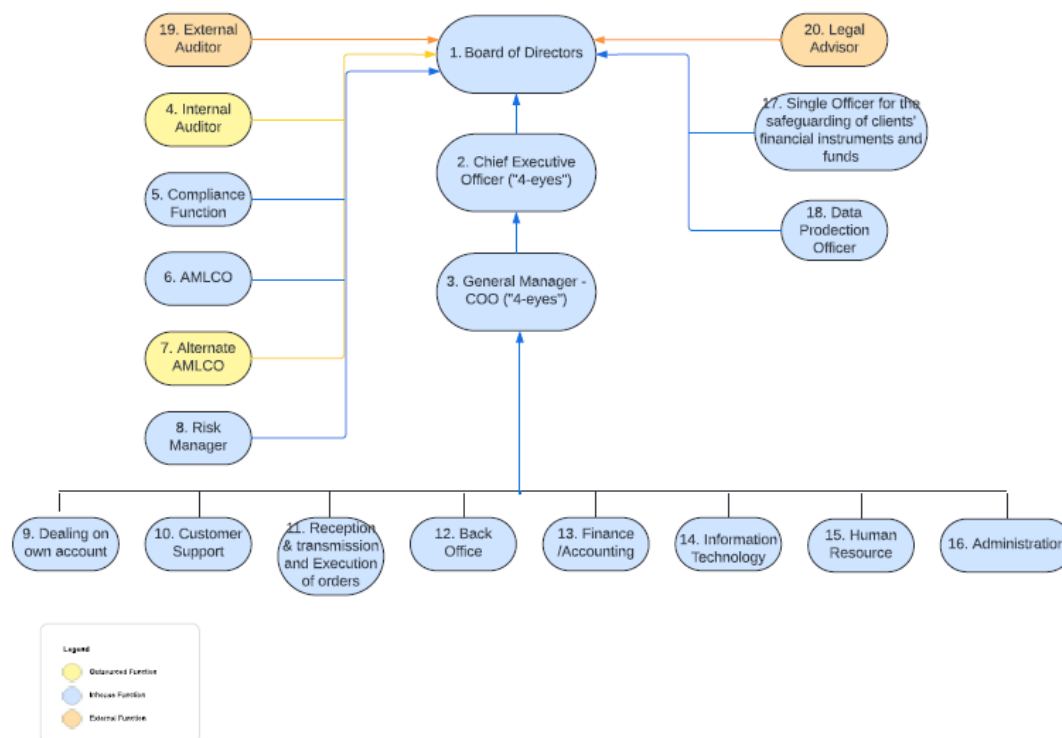 19. External
Auditor
1. Board of Directors
20. Legal
Advisor
4. Internal
Auditor
17. Single Officer for the
safeguarding of clients'
financial instruments and
funds
2. Chief Executive
Officer ("4-eyes")
5. Compliance
Function
18. Data
Prodection
Officer
6. AMLCO
3. General Manager -
COO ("4-eyes")
7. Alternate
AMLCO
8. Risk
Manager
9. Dealing on
own account
10. Customer
Support
11. Reception
& transmission
and Execution
of orders
12. Back
Office
13. Finance
/Accounting
14. Information
Technology
15. Human
Resource
16. Administration
Legend
Outsourced Function
Inhouse Function
External Function